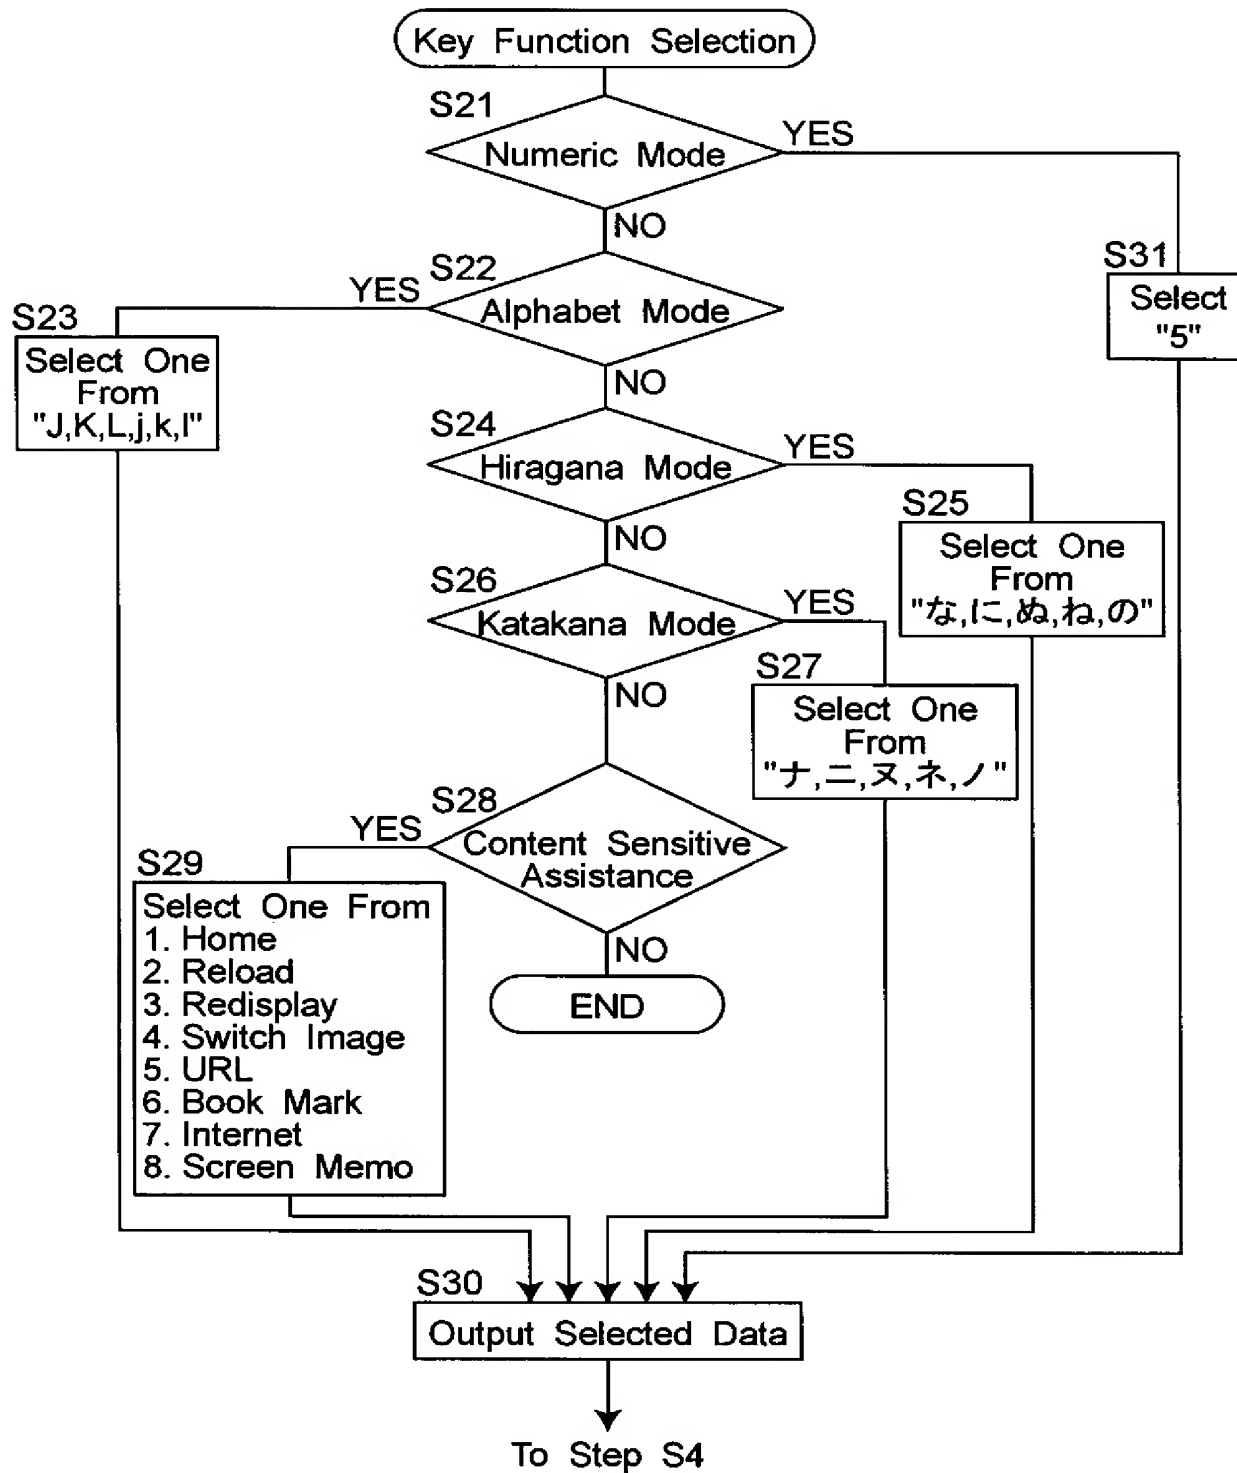 Key Function Selection
S21
Numeric Mode
YES
NO
S22
YES
Alphabet Mode
S31
Select
"5"
S23
Select One
From
"J,K,L,j,k,l"
NO
S24
Hiragana Mode
YES
NO
S25
Select One
From
"な,に,ぬ,ね,の"
S26
Katakana Mode
YES
NO
S27
Select One
From
"ナ,ニ,ヌ,ネ,ノ"
S28
YES
Content Sensitive
Assistance
NO
END
S29
Select One From
1. Home
2. Reload
3. Redisplay
4. Switch Image
5. URL
6. Book Mark
7. Internet
8. Screen Memo
S30
Output Selected Data
To Step S4